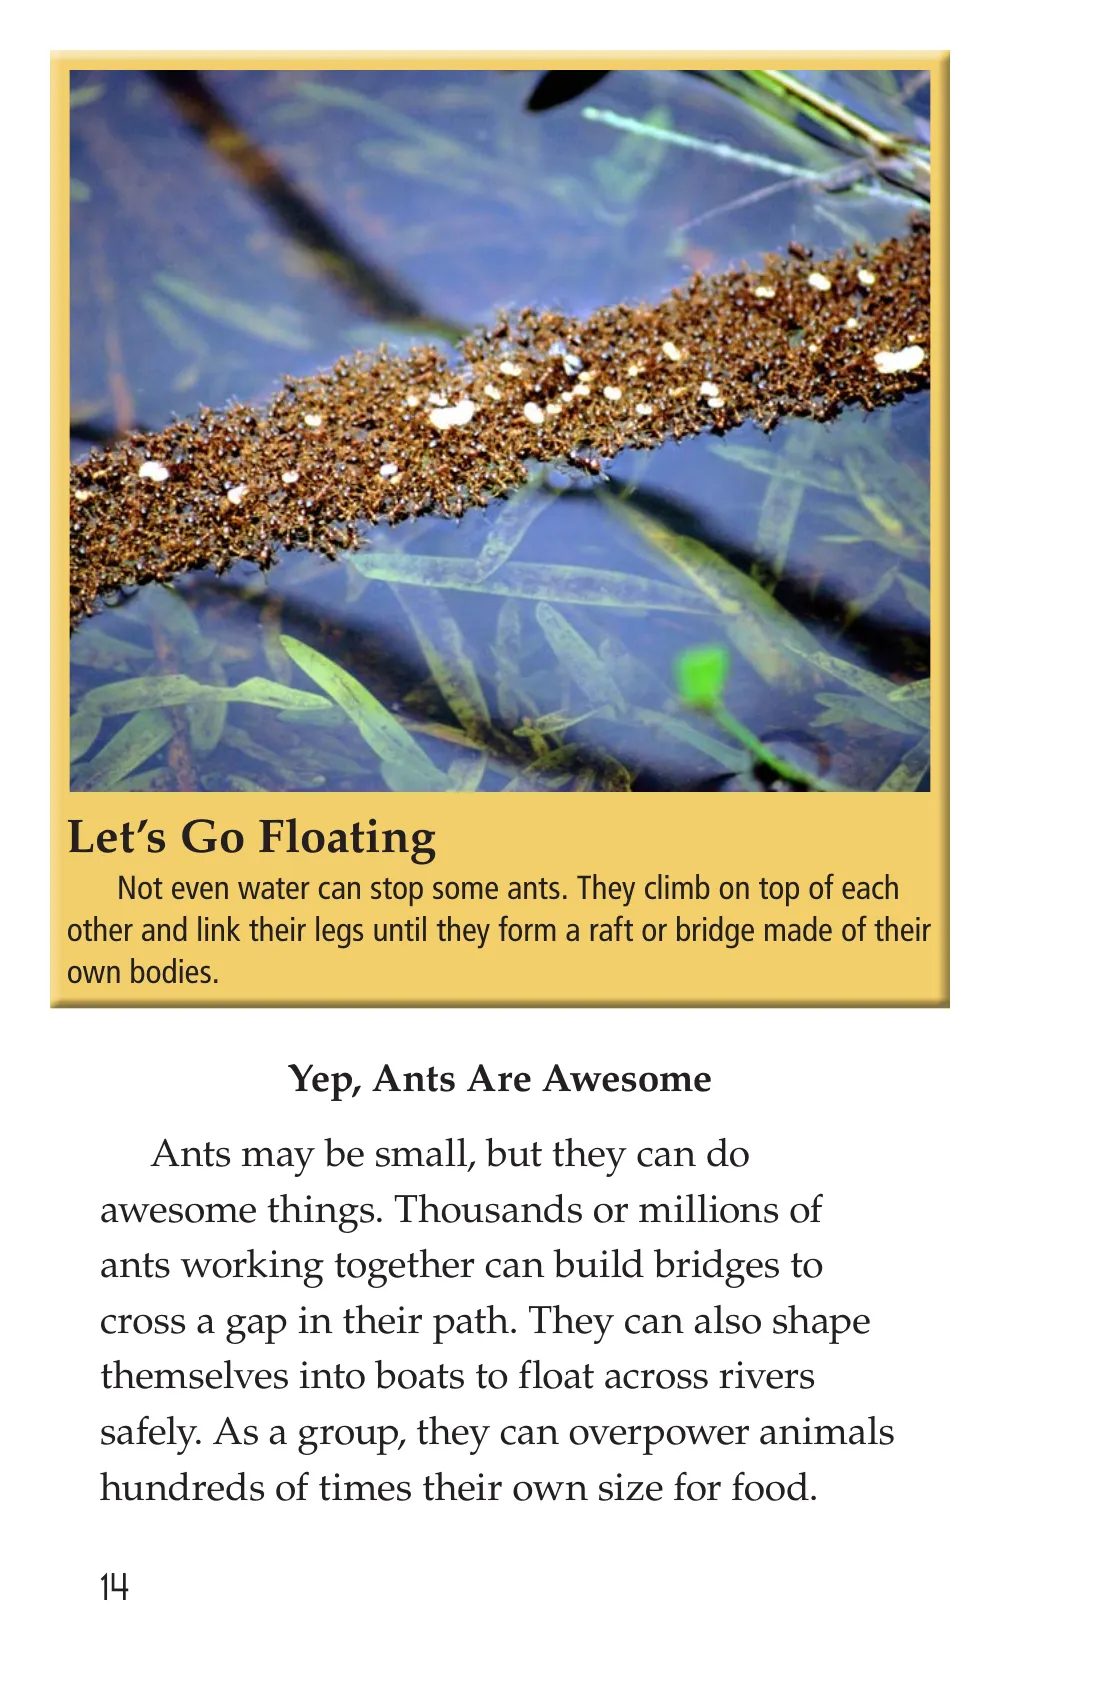 Let’s Go Floating
Not even water can stop some ants. They climb on top of each
other and link their legs until they form a raft or bridge made of their
own bodies.
Yep, Ants Are Awesome
Ants may be small, but they can do
awesome things. Thousands or millions of
ants working together can build bridges to
cross a gap in their path. They can also shape
themselves into boats to float across rivers
safely. As a group, they can overpower animals
hundreds of times their own size for food.
14